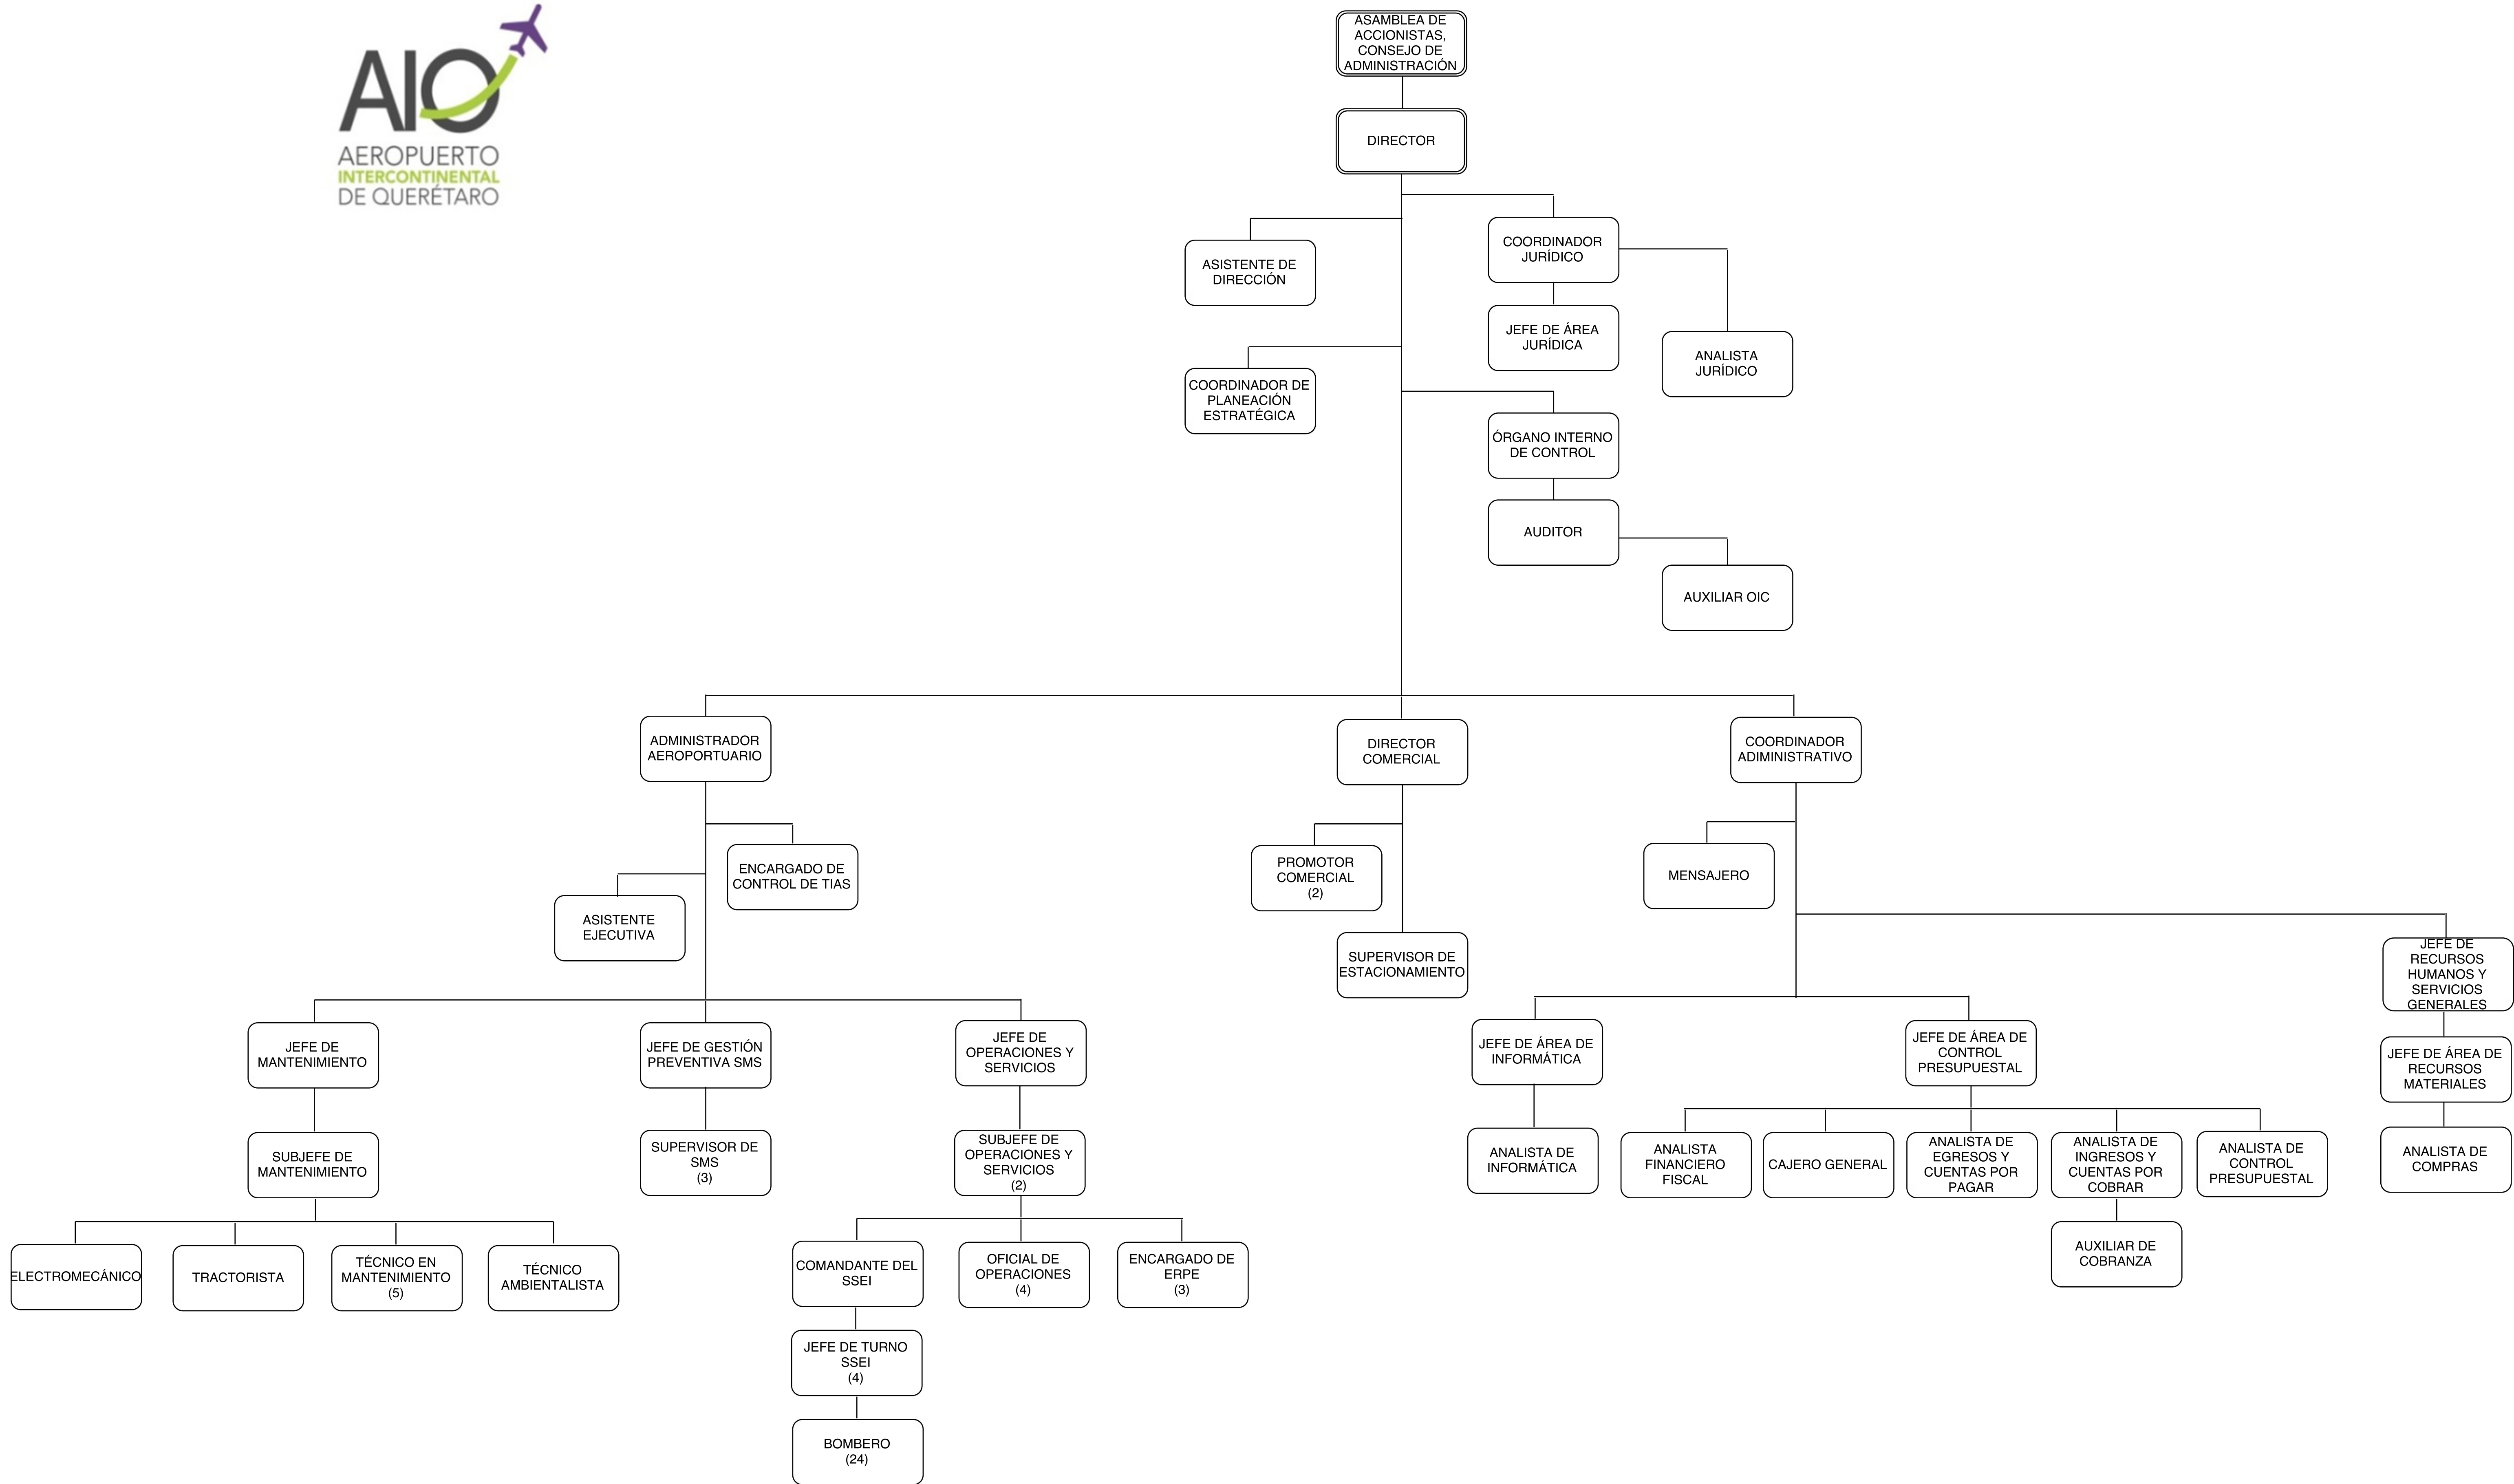 AIQ
AEROPUERTO
INTERCONTINENTAL
DE QUERÉTARO
ASAMBLEA DE
ACCIONISTAS,
CONSEJO DE
ADMINISTRACIÓN
DIRECTOR
COORDINADOR
JURÍDICO
ASISTENTE DE
DIRECCIÓN
JEFE DE ÁREA
JURÍDICA
ANALISTA
JURÍDICO
COORDINADOR DE
PLANEACIÓN
ESTRATÉGICA
ÓRGANO INTERNO
DE CONTROL
AUDITOR
AUXILIAR OIC
ADMINISTRADOR
AEROPORTUARIO
DIRECTOR
COMERCIAL
COORDINADOR
ADIMINISTRATIVO
ENCARGADO DE
CONTROL DE TIAS
ASISTENTE
EJECUTIVA
PROMOTOR
COMERCIAL
(2)
SUPERVISOR DE
ESTACIONAMIENTO
MENSAJERO
JEFE DE
RECURSOS
HUMANOS Y
SERVICIOS
GENERALES
JEFE DE
MANTENIMIENTO
JEFE DE GESTIÓN
PREVENTIVA SMS
JEFE DE
OPERACIONES Y
SERVICIOS
JEFE DE ÁREA DE
INFORMÁTICA
JEFE DE ÁREA DE
CONTROL
PRESUPUESTAL
JEFE DE ÁREA DE
RECURSOS
MATERIALES
SUBJEFE DE
MANTENIMIENTO
SUPERVISOR DE
SMS
(3)
SUBJEFE DE
OPERACIONES Y
SERVICIOS
(2)
ANALISTA DE
INFORMÁTICA
ANALISTA
FINANCIERO
FISCAL
CAJERO GENERAL
ANALISTA DE
EGRESOS Y
CUENTAS POR
PAGAR
ANALISTA DE
INGRESOS Y
CUENTAS POR
COBRAR
ANALISTA DE
CONTROL
PRESUPUESTAL
ANALISTA DE
COMPRAS
ELECTROMECÁNICO
TRACTORISTA
TÉCNICO EN
MANTENIMIENTO
(5)
TÉCNICO
AMBIENTALISTA
COMANDANTE DEL
SSEI
OFICIAL DE
OPERACIONES
(4)
ENCARGADO DE
ERPE
(3)
AUXILIAR DE
COBRANZA
JEFE DE TURNO
SSEI
(4)
BOMBERO
(24)